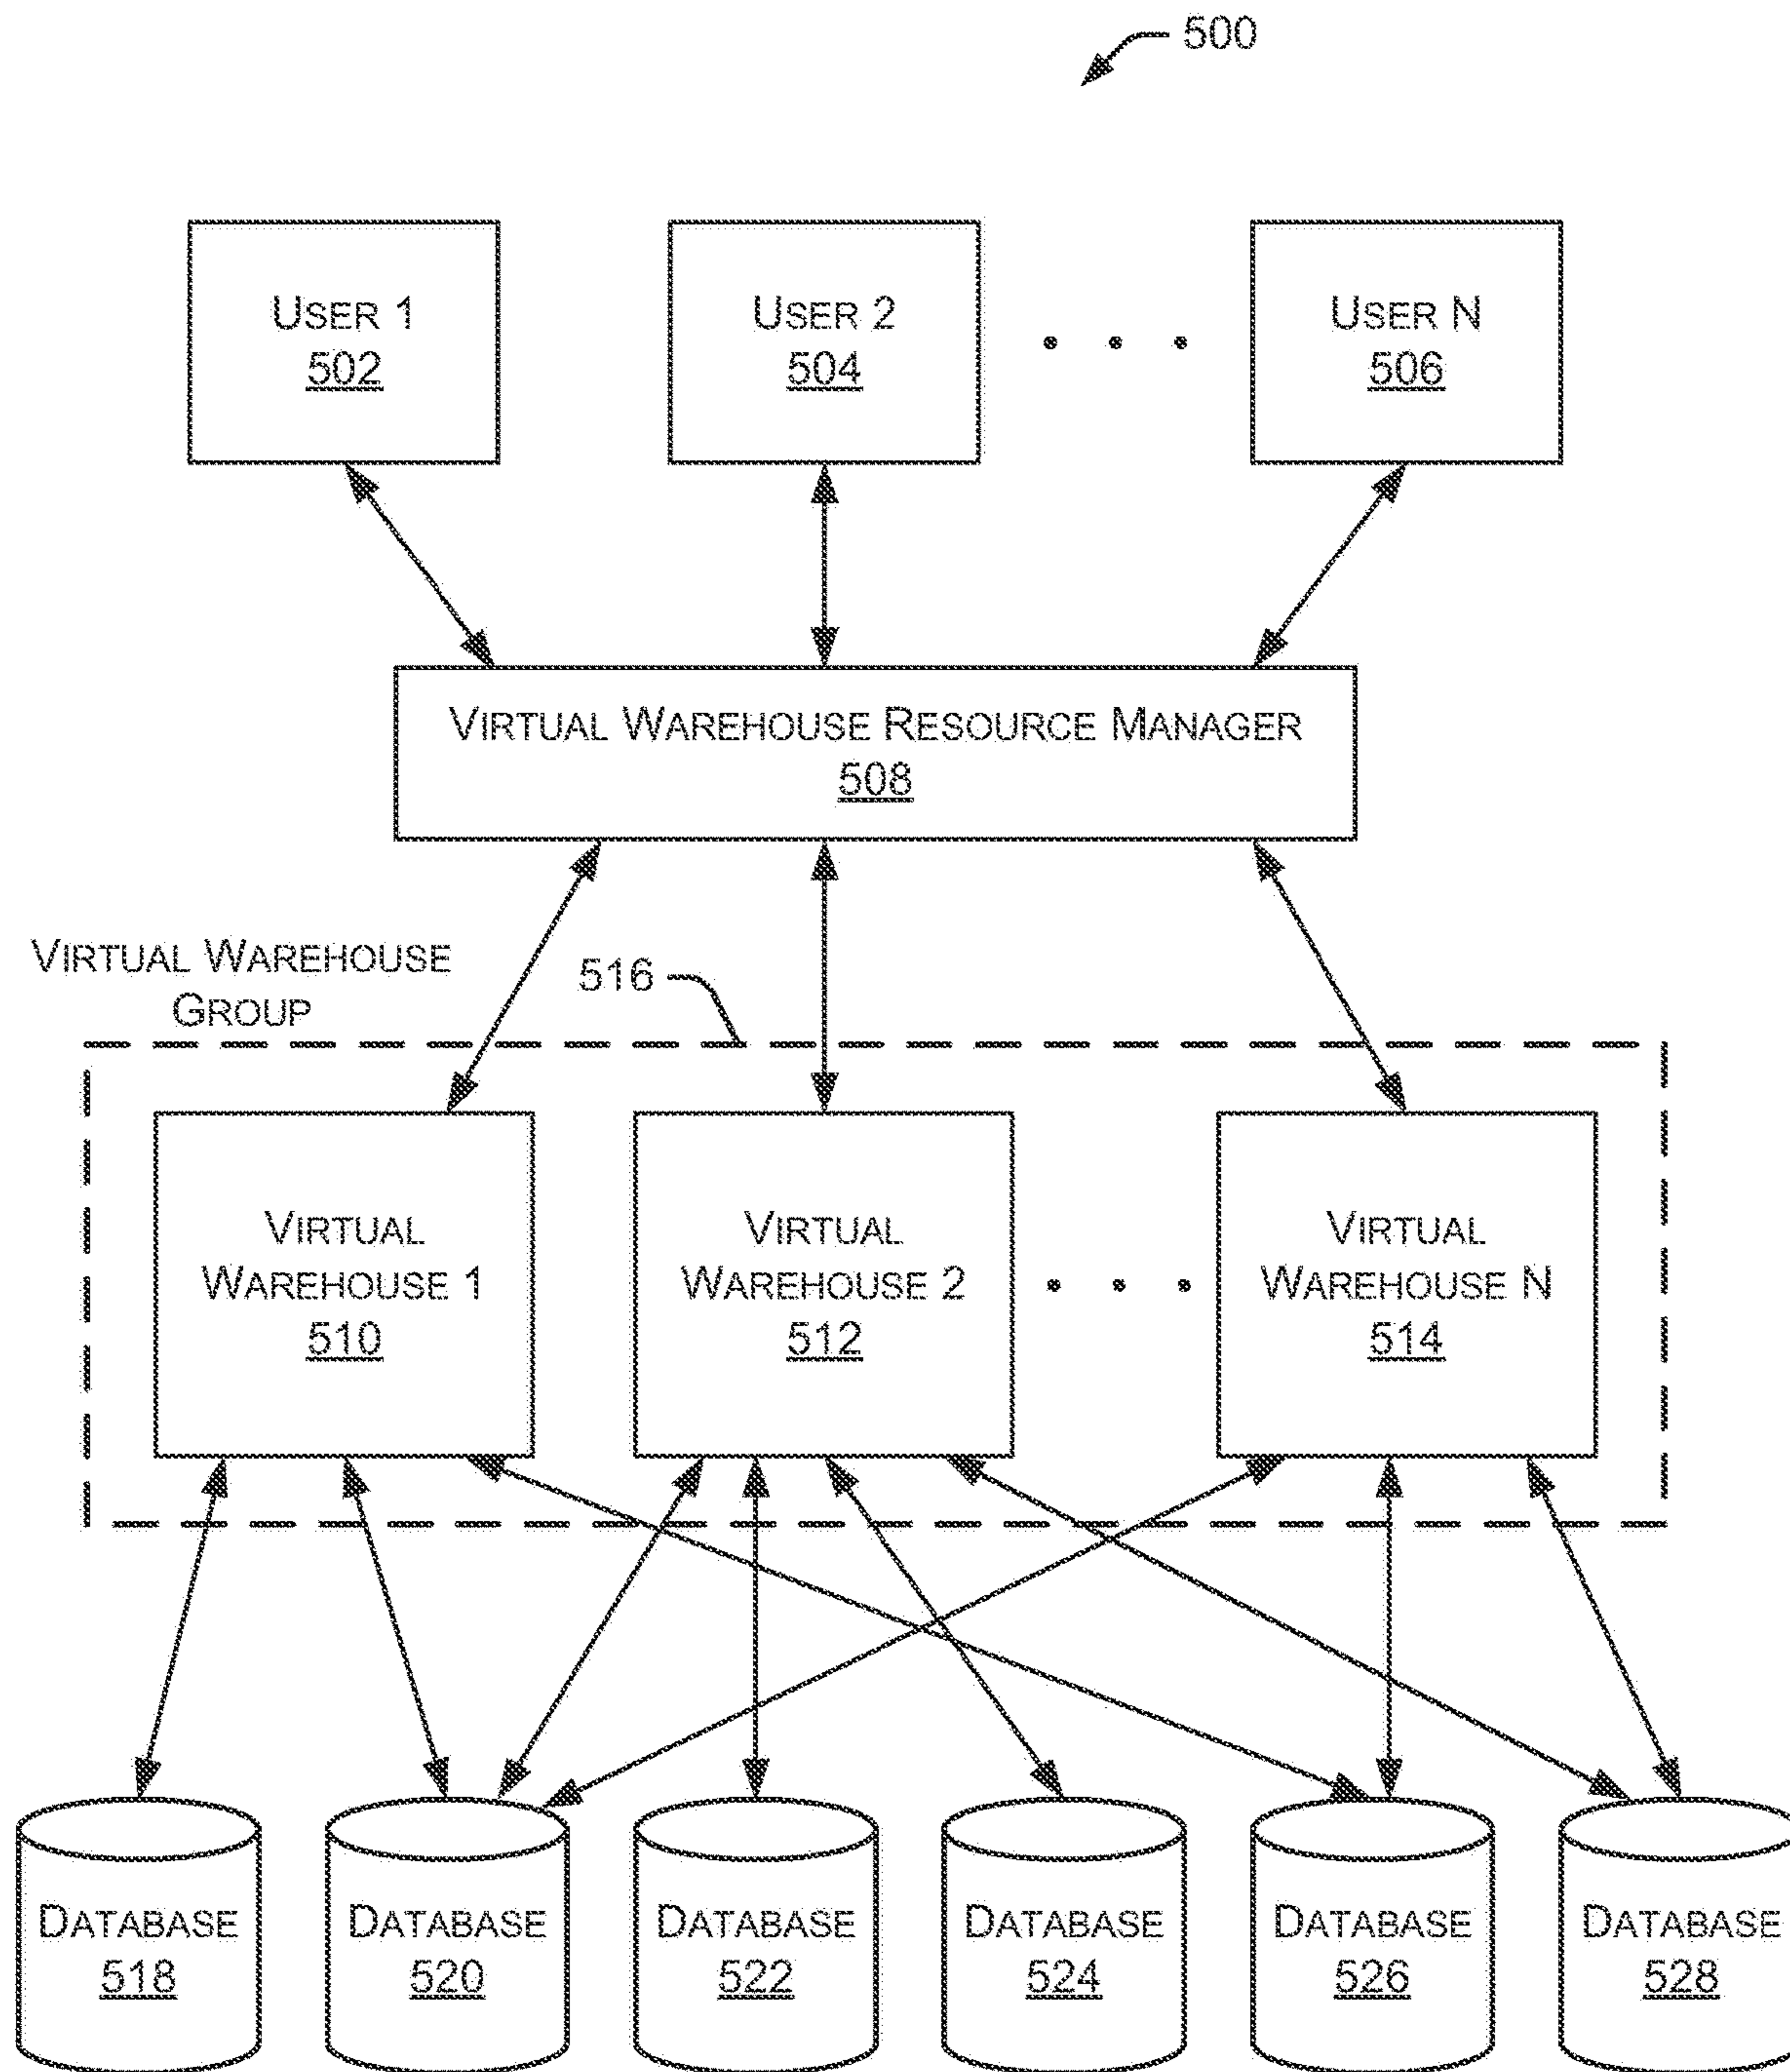 500
USER 1
502
USER 2
504
USER N
506
VIRTUAL WAREHOUSE RESOURCE MANAGER
508
VIRTUAL WAREHOUSE
GROUP
516
VIRTUAL
WAREHOUSE 1
510
VIRTUAL
WAREHOUSE 2
512
VIRTUAL
WAREHOUSE N
514
DATABASE
518
DATABASE
520
DATABASE
522
DATABASE
524
DATABASE
526
DATABASE
528